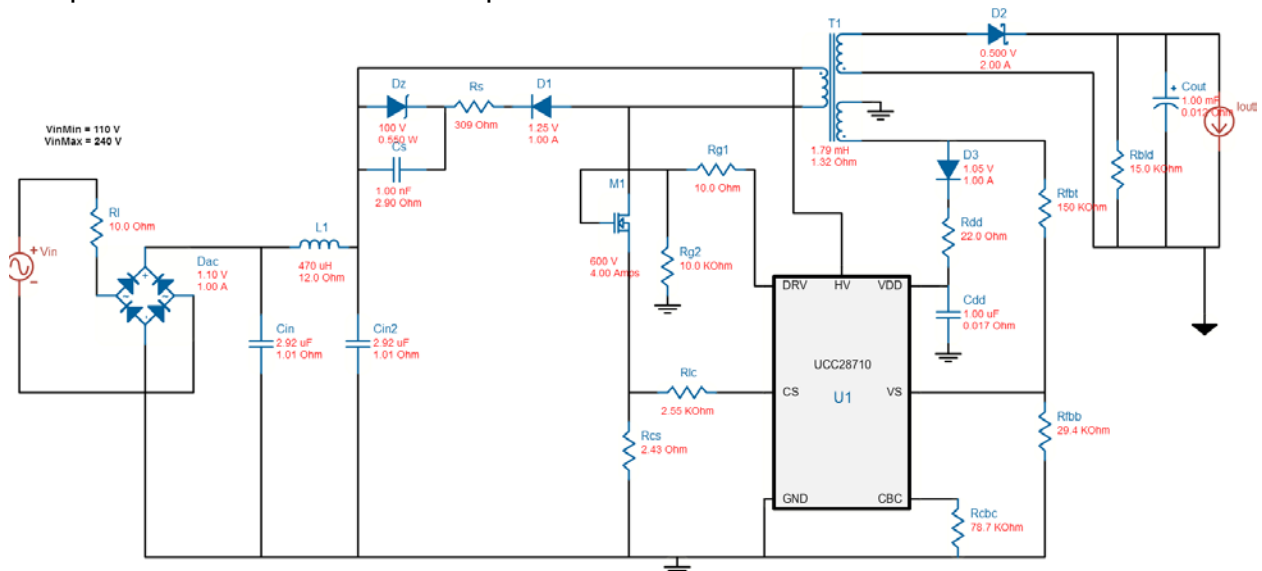 D2
T1
0.500 V
2.00 A
Dz
Rs
D1
Cout
+
1.00 mF
0.012 Ohm
Iout
VinMin = 110 V
VinMax = 240 V
100 V
0.550 W
309 Ohm
1.25 V
1.00 A
Cs
1.00 nF
2.90 Ohm
1.79 mH
1.32 Ohm
Rg1
10.0 Ohm
D3
1.05 V
1.00 A
Rbld
15.0 KOhm
M1
Rfbt
150 KOhm
RI
10.0 Ohm
L1
470 uH
12.0 Ohm
Rdd
22.0 Ohm
Rg2
10.0 KOhm
600 V
4.00 Amps
+
Vin
-
Dac
1.10 V
1.00 A
+
~
~
-
DRV
HV
VDD
Cdd
1.00 uF
0.017 Ohm
Cin
2.92 uF
1.01 Ohm
Cin2
2.92 uF
1.01 Ohm
UCC28710
U1
Rlc
2.55 KOhm
CS
VS
Rfbb
29.4 KOhm
Rcs
2.43 Ohm
GND
CBC
Rcbc
78.7 KOhm